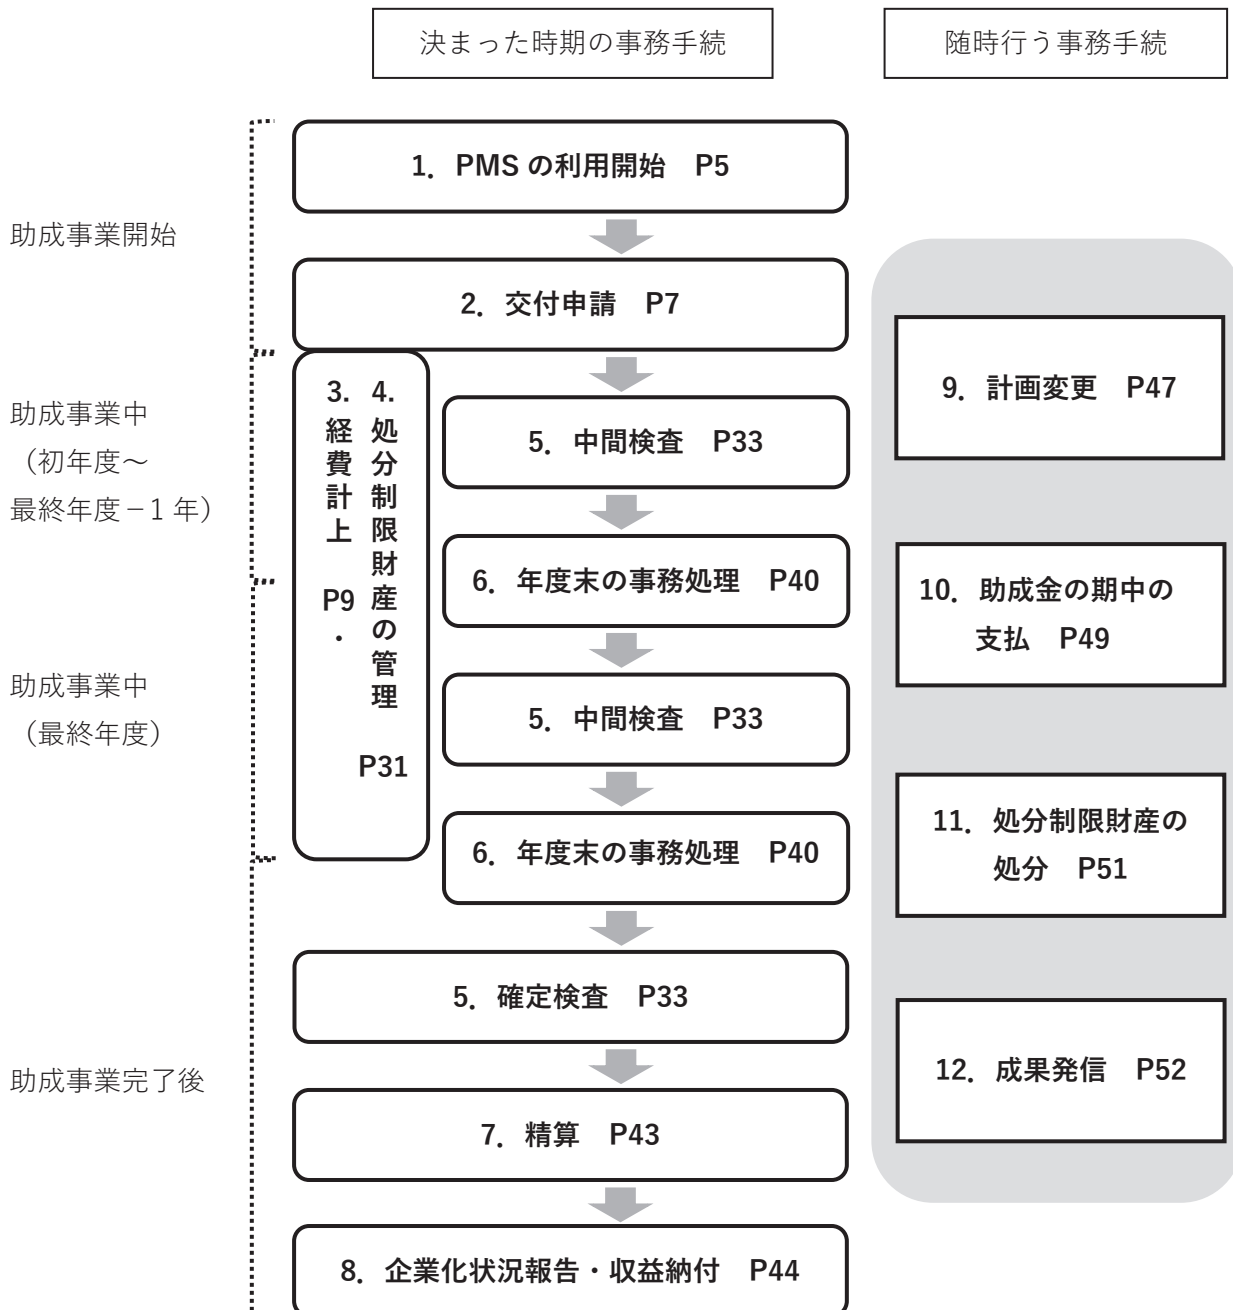 決まった時期の事務手続
随時行う事務手続
助成事業開始
1．PMS の利用開始　P5
2．交付申請　P7
助成事業中
（初年度～
最終年度－1 年）
3．経費計上　P9・
4．処分制限財産の管理　P31
5．中間検査　P33
6．年度末の事務処理　P40
助成事業中
（最終年度）
5．中間検査　P33
6．年度末の事務処理　P40
助成事業完了後
5．確定検査　P33
7．精算　P43
8．企業化状況報告・収益納付　P44
9．計画変更　P47
10．助成金の期中の
支払　P49
11．処分制限財産の
処分　P51
12．成果発信　P52